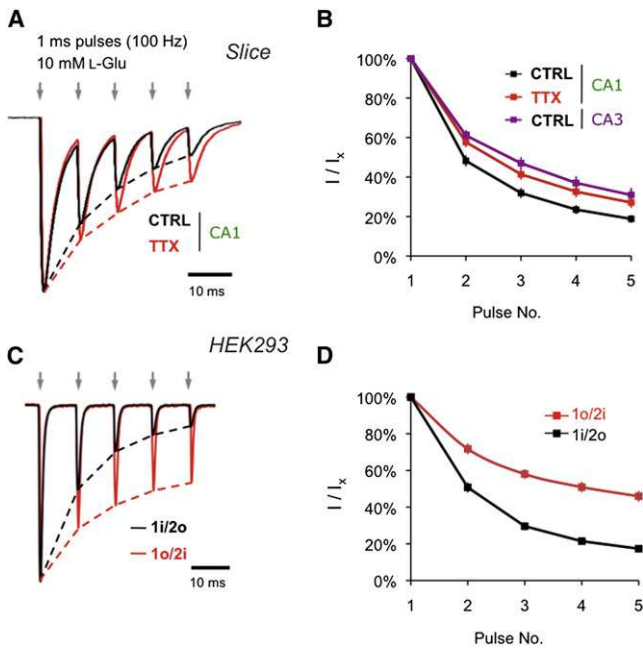 A
1 ms pulses (100 Hz)
10 mM L-Glu
Slice
CTRL
TTX
CA1
10 ms
B
100%
80%
60%
40%
20%
0%
I / Ix
CTRL
TTX
CA1
CTRL
CA3
1 2 3 4 5
Pulse No.
C
HEK293
1i/2o
1o/2i
10 ms
D
100%
80%
60%
40%
20%
0%
I / Ix
1o/2i
1i/2o
1 2 3 4 5
Pulse No.